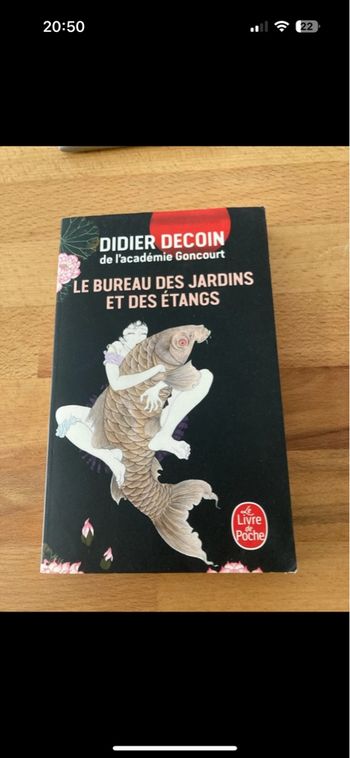 20:50
22
DIDIER DECOIN
de l'académie Goncourt
LE BUREAU DES JARDINS
ET DES ÉTANGS
Le
Livre
de
Poche